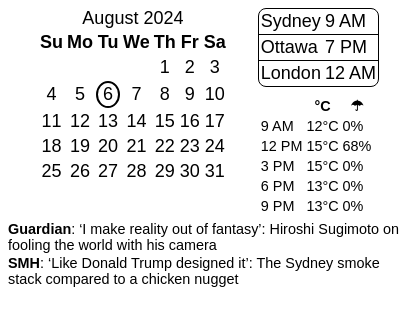 August 2024
Su Mo Tu We Th Fr Sa
1 2 3
4 5 6 7 8 9 10
11 12 13 14 15 16 17
18 19 20 21 22 23 24
25 26 27 28 29 30 31
Sydney 9 AM
Ottawa 7 PM
London 12 AM
°C ☂
9 AM 12°C 0%
12 PM 15°C 68%
3 PM 15°C 0%
6 PM 13°C 0%
9 PM 13°C 0%
Guardian: ‘I make reality out of fantasy’: Hiroshi Sugimoto on
fooling the world with his camera
SMH: ‘Like Donald Trump designed it’: The Sydney smoke
stack compared to a chicken nugget